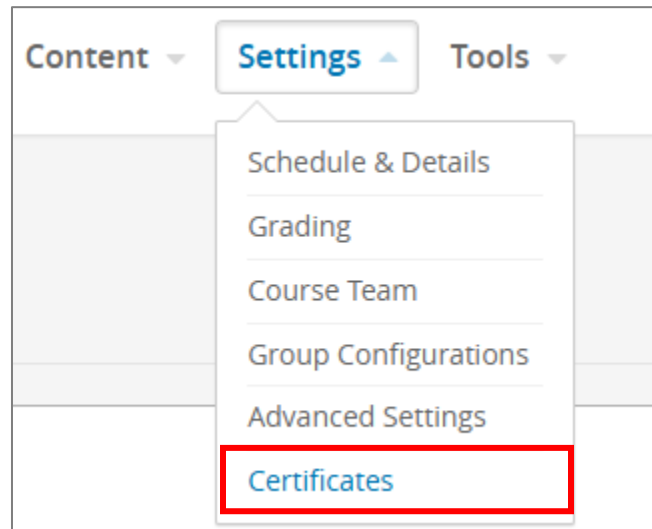 Content Settings Tools
Schedule & Details
Grading
Course Team
Group Configurations
Advanced Settings
Certificates